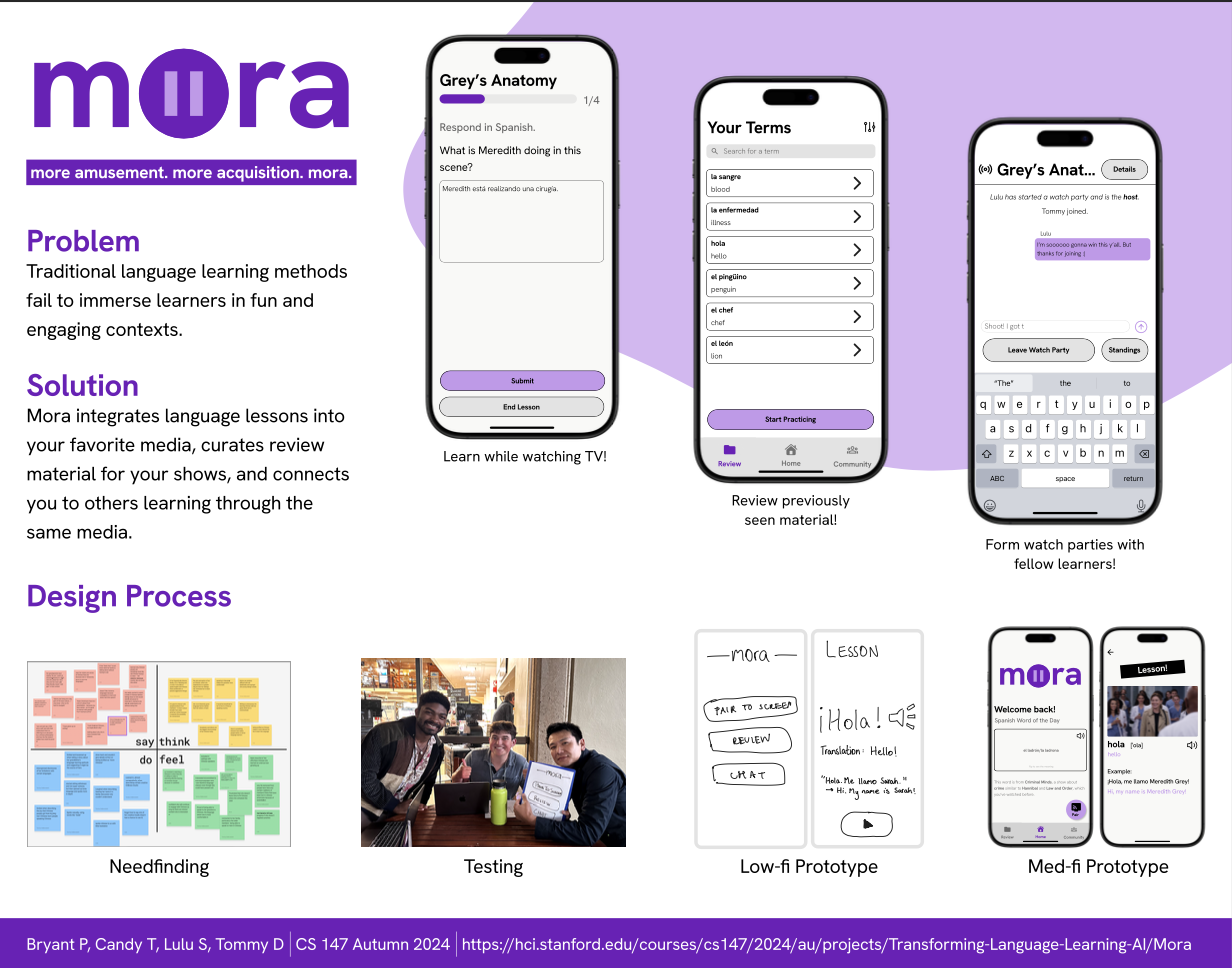 mora
more amusement. more acquisition. mora.
Problem
Traditional language learning methods
fail to immerse learners in fun and
engaging contexts.
Solution
Mora integrates language lessons into
your favorite media, curates review
material for your shows, and connects
you to others learning through the
same media.
Grey's Anatomy
1/4
Respond in Spanish.
What is Meredith doing in this
scene?
Meredith está realizando una cirugía.
Submit
End Lesson
Learn while watching TV!
Your Terms
Search for a term
la sangre
blood
la enfermedad
illness
hola
hello
el pingüino
penguin
el chef
chef
el león
lion
Start Practicing
Review Home Community
Review previously
seen material!
Grey's Anat... Details
Lulu has started a watch party and is the host.
Tommy joined.
Lulu
I'm soooooo gonna win this y'all. But
thanks for joining :)
Shoot! I got t
Leave Watch Party Standings
"The" the to
q w e r t y u i o p
a s d f g h j k l
z x c v b n m
ABC space return
Form watch parties with
fellow learners!
Design Process
say think
do feel
Needfinding
MORA
Testing
mora
PAIR TO SCREEN
REVIEW
CHAT
LESSON
¡Hola!
Translation: Hello!
"Hola. Me llamo Sarah."
→ Hi. My name is Sarah!
Low-fi Prototype
mora
Welcome back!
Spanish Word of the Day
Pair
Review Home Community
Lesson!
hola ['ola]
hello
Example:
¡Hola, me llamo Meredith Grey!
Hi, my name is Meredith Grey!
Med-fi Prototype
Bryant P, Candy T, Lulu S, Tommy D | CS 147 Autumn 2024 | https://hci.stanford.edu/courses/cs147/2024/au/projects/Transforming-Language-Learning-AI/Mora